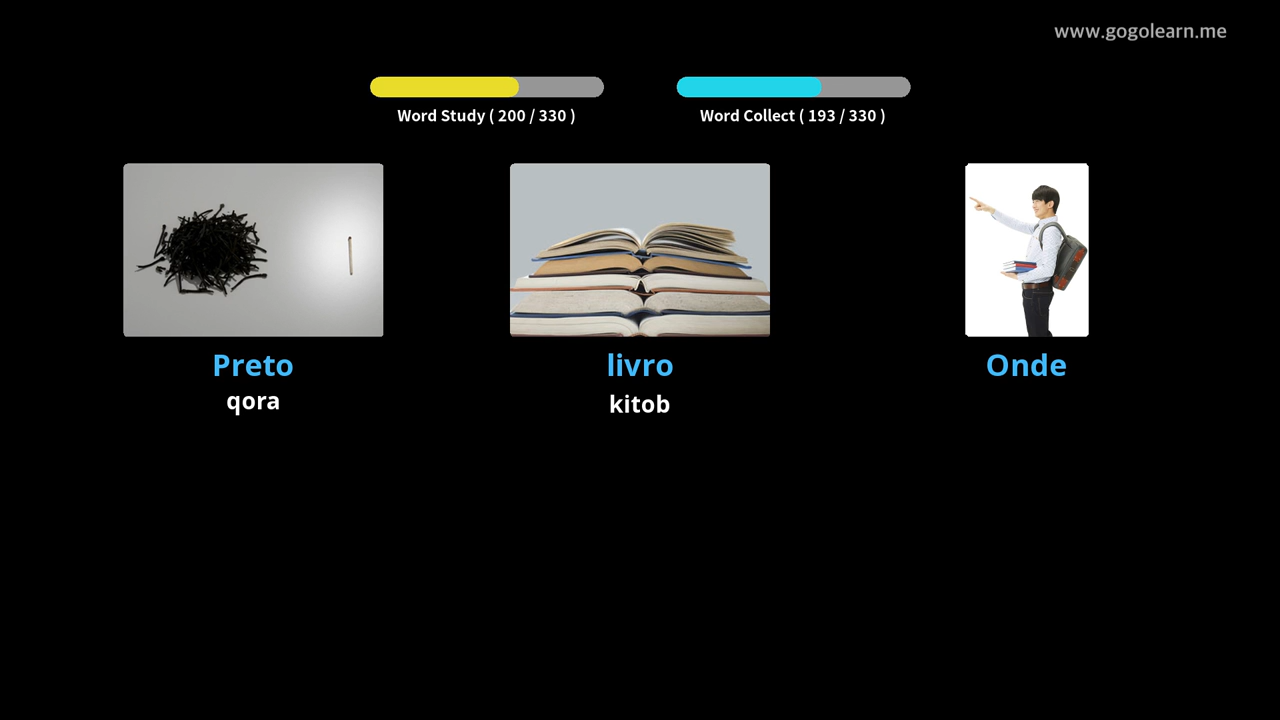 www.gogolearn.me
Word Study ( 200 / 330 )
Word Collect ( 193 / 330 )
Preto
livro
Onde
qora
kitob